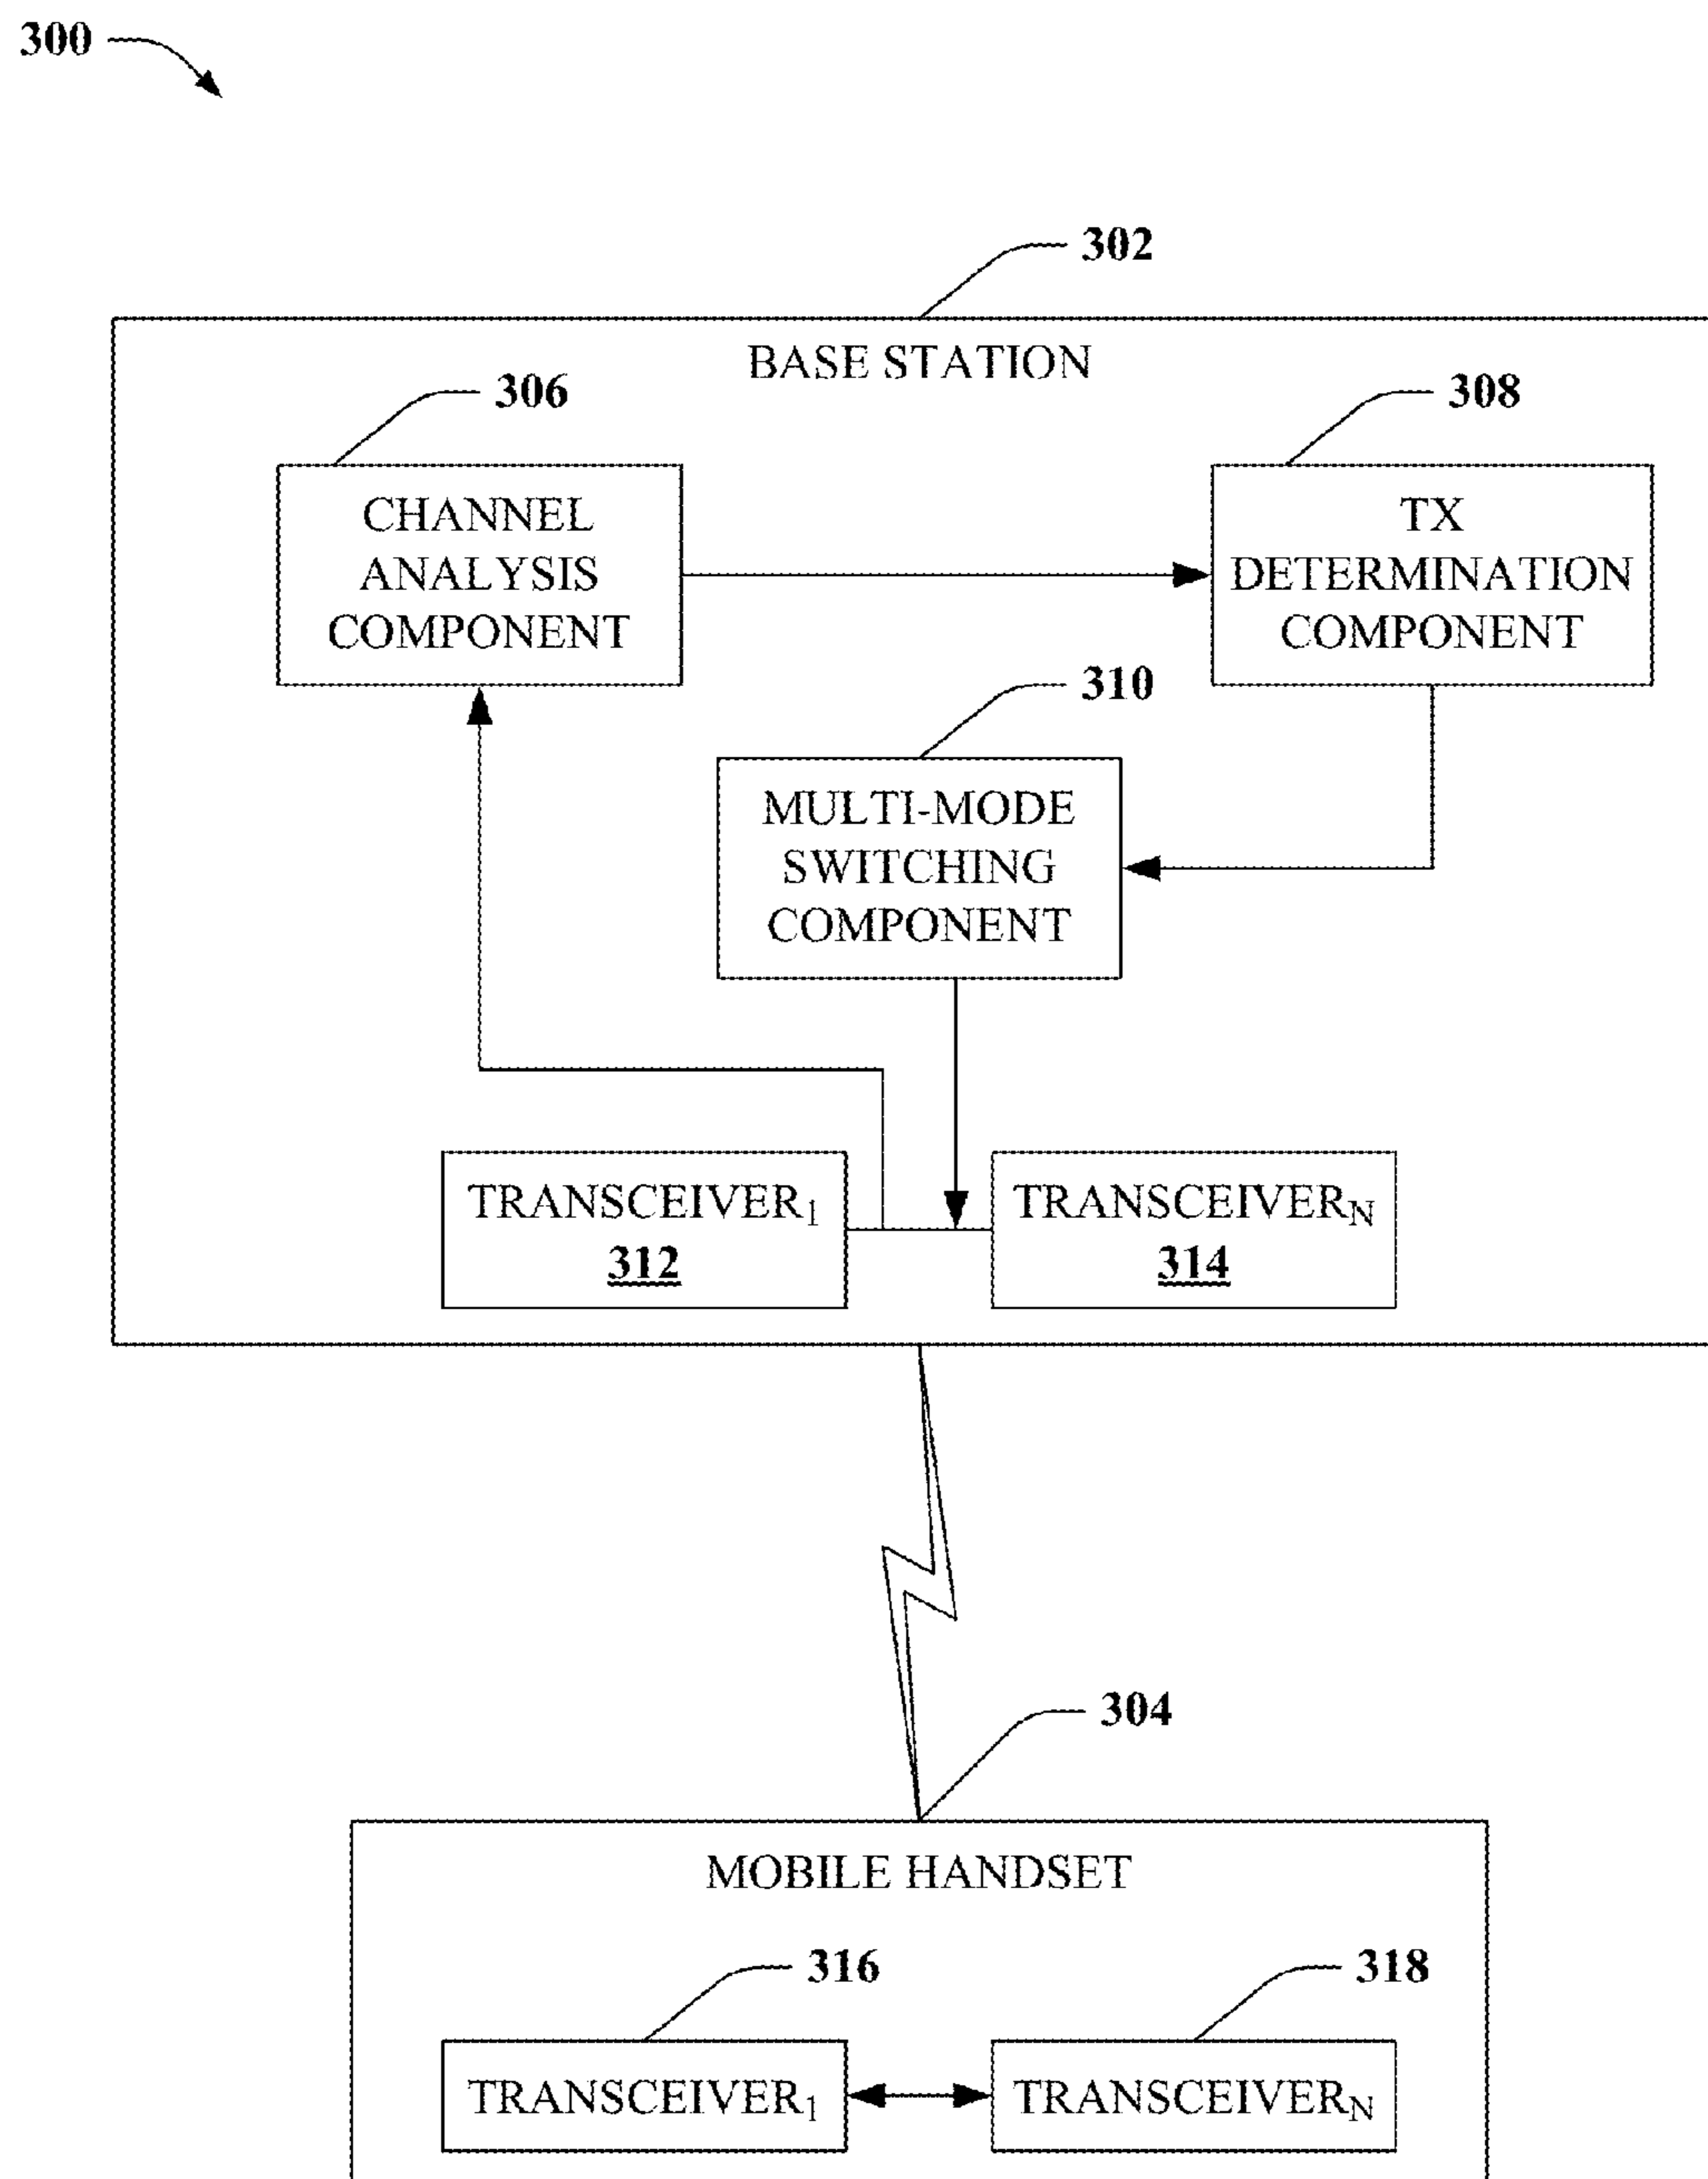 300
302
BASE STATION
306
308
CHANNEL
ANALYSIS
COMPONENT
TX
DETERMINATION
COMPONENT
310
MULTI-MODE
SWITCHING
COMPONENT
TRANSCEIVER1
312
TRANSCEIVERN
314
304
MOBILE HANDSET
316
318
TRANSCEIVER1
TRANSCEIVERN